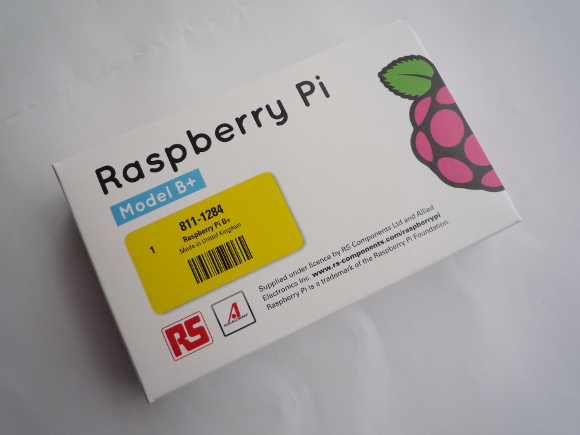 Raspberry Pi
Model B+
811-1284
1
Raspberry Pi B+
Made in United Kingdom
Supplied under licence by RS Components Ltd and Allied
Electronics Inc. www.rs-components.com/raspberrypi
Raspberry Pi is a trademark of the Raspberry Pi Foundation.
RS
A